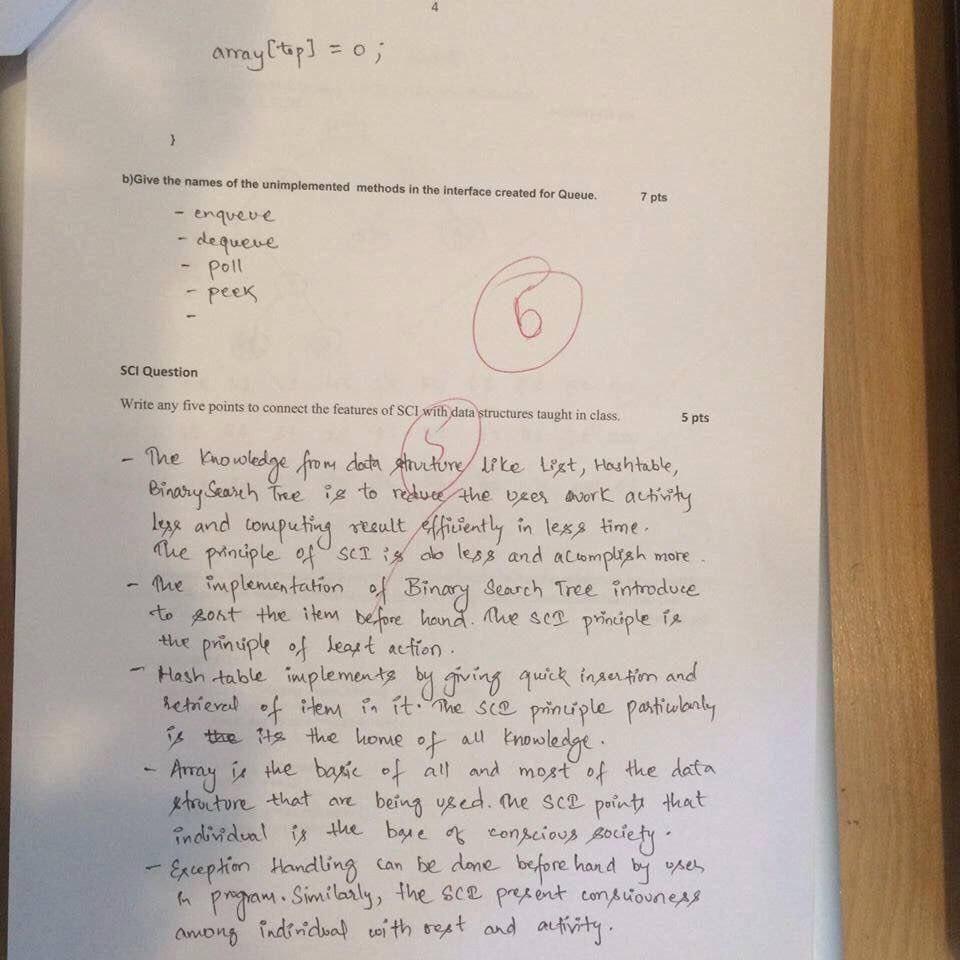 4
array[top] = 0 ;
}
b)Give the names of the unimplemented methods in the interface created for Queue. 7 pts
- enqueue
- dequeue
- poll
- peek
-
6
SCI Question
Write any five points to connect the features of SCI with data structures taught in class. 5 pts
5
- The Knowledge from data structure like List, Hashtable,
Binary Search Tree is to reduce the user work activity
less and computing result efficiently in less time.
The principle of SCI is do less and acomplish more.
- The implementation of Binary Search Tree introduce
to sort the item before hand. The SCI principle is
the principle of least action.
- Hash table implements by giving quick insertion and
retrieval of item in it. The SCI principle particularly
is the its the home of all knowledge.
- Array is the basic of all and most of the data
structure that are being used. The SCI points that
individual is the base of conscious society.
- Exception Handling can be done before hand by user
in program. Similarly, the SCI present consciouness
among individual with rest and activity.